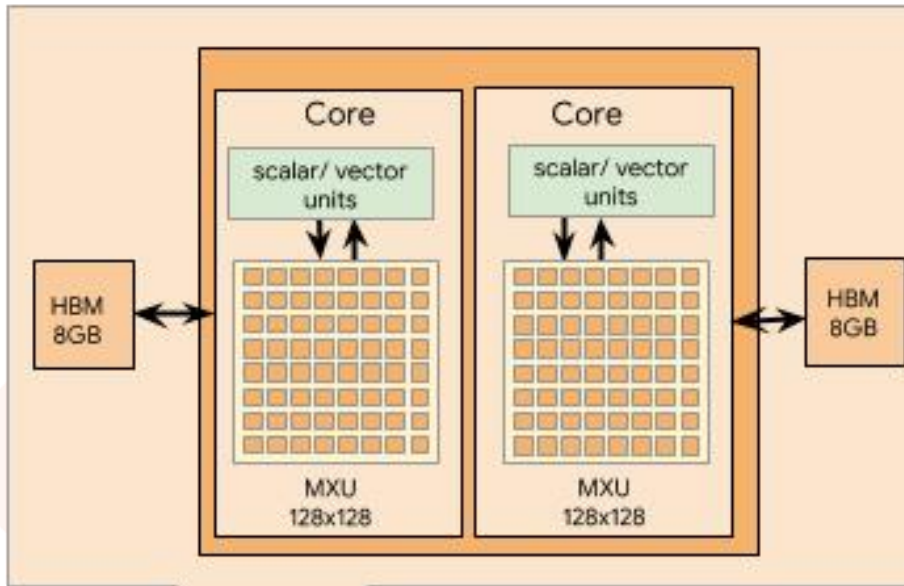 Core
scalar/ vector
units
MXU
128x128
Core
scalar/ vector
units
MXU
128x128
HBM
8GB
HBM
8GB